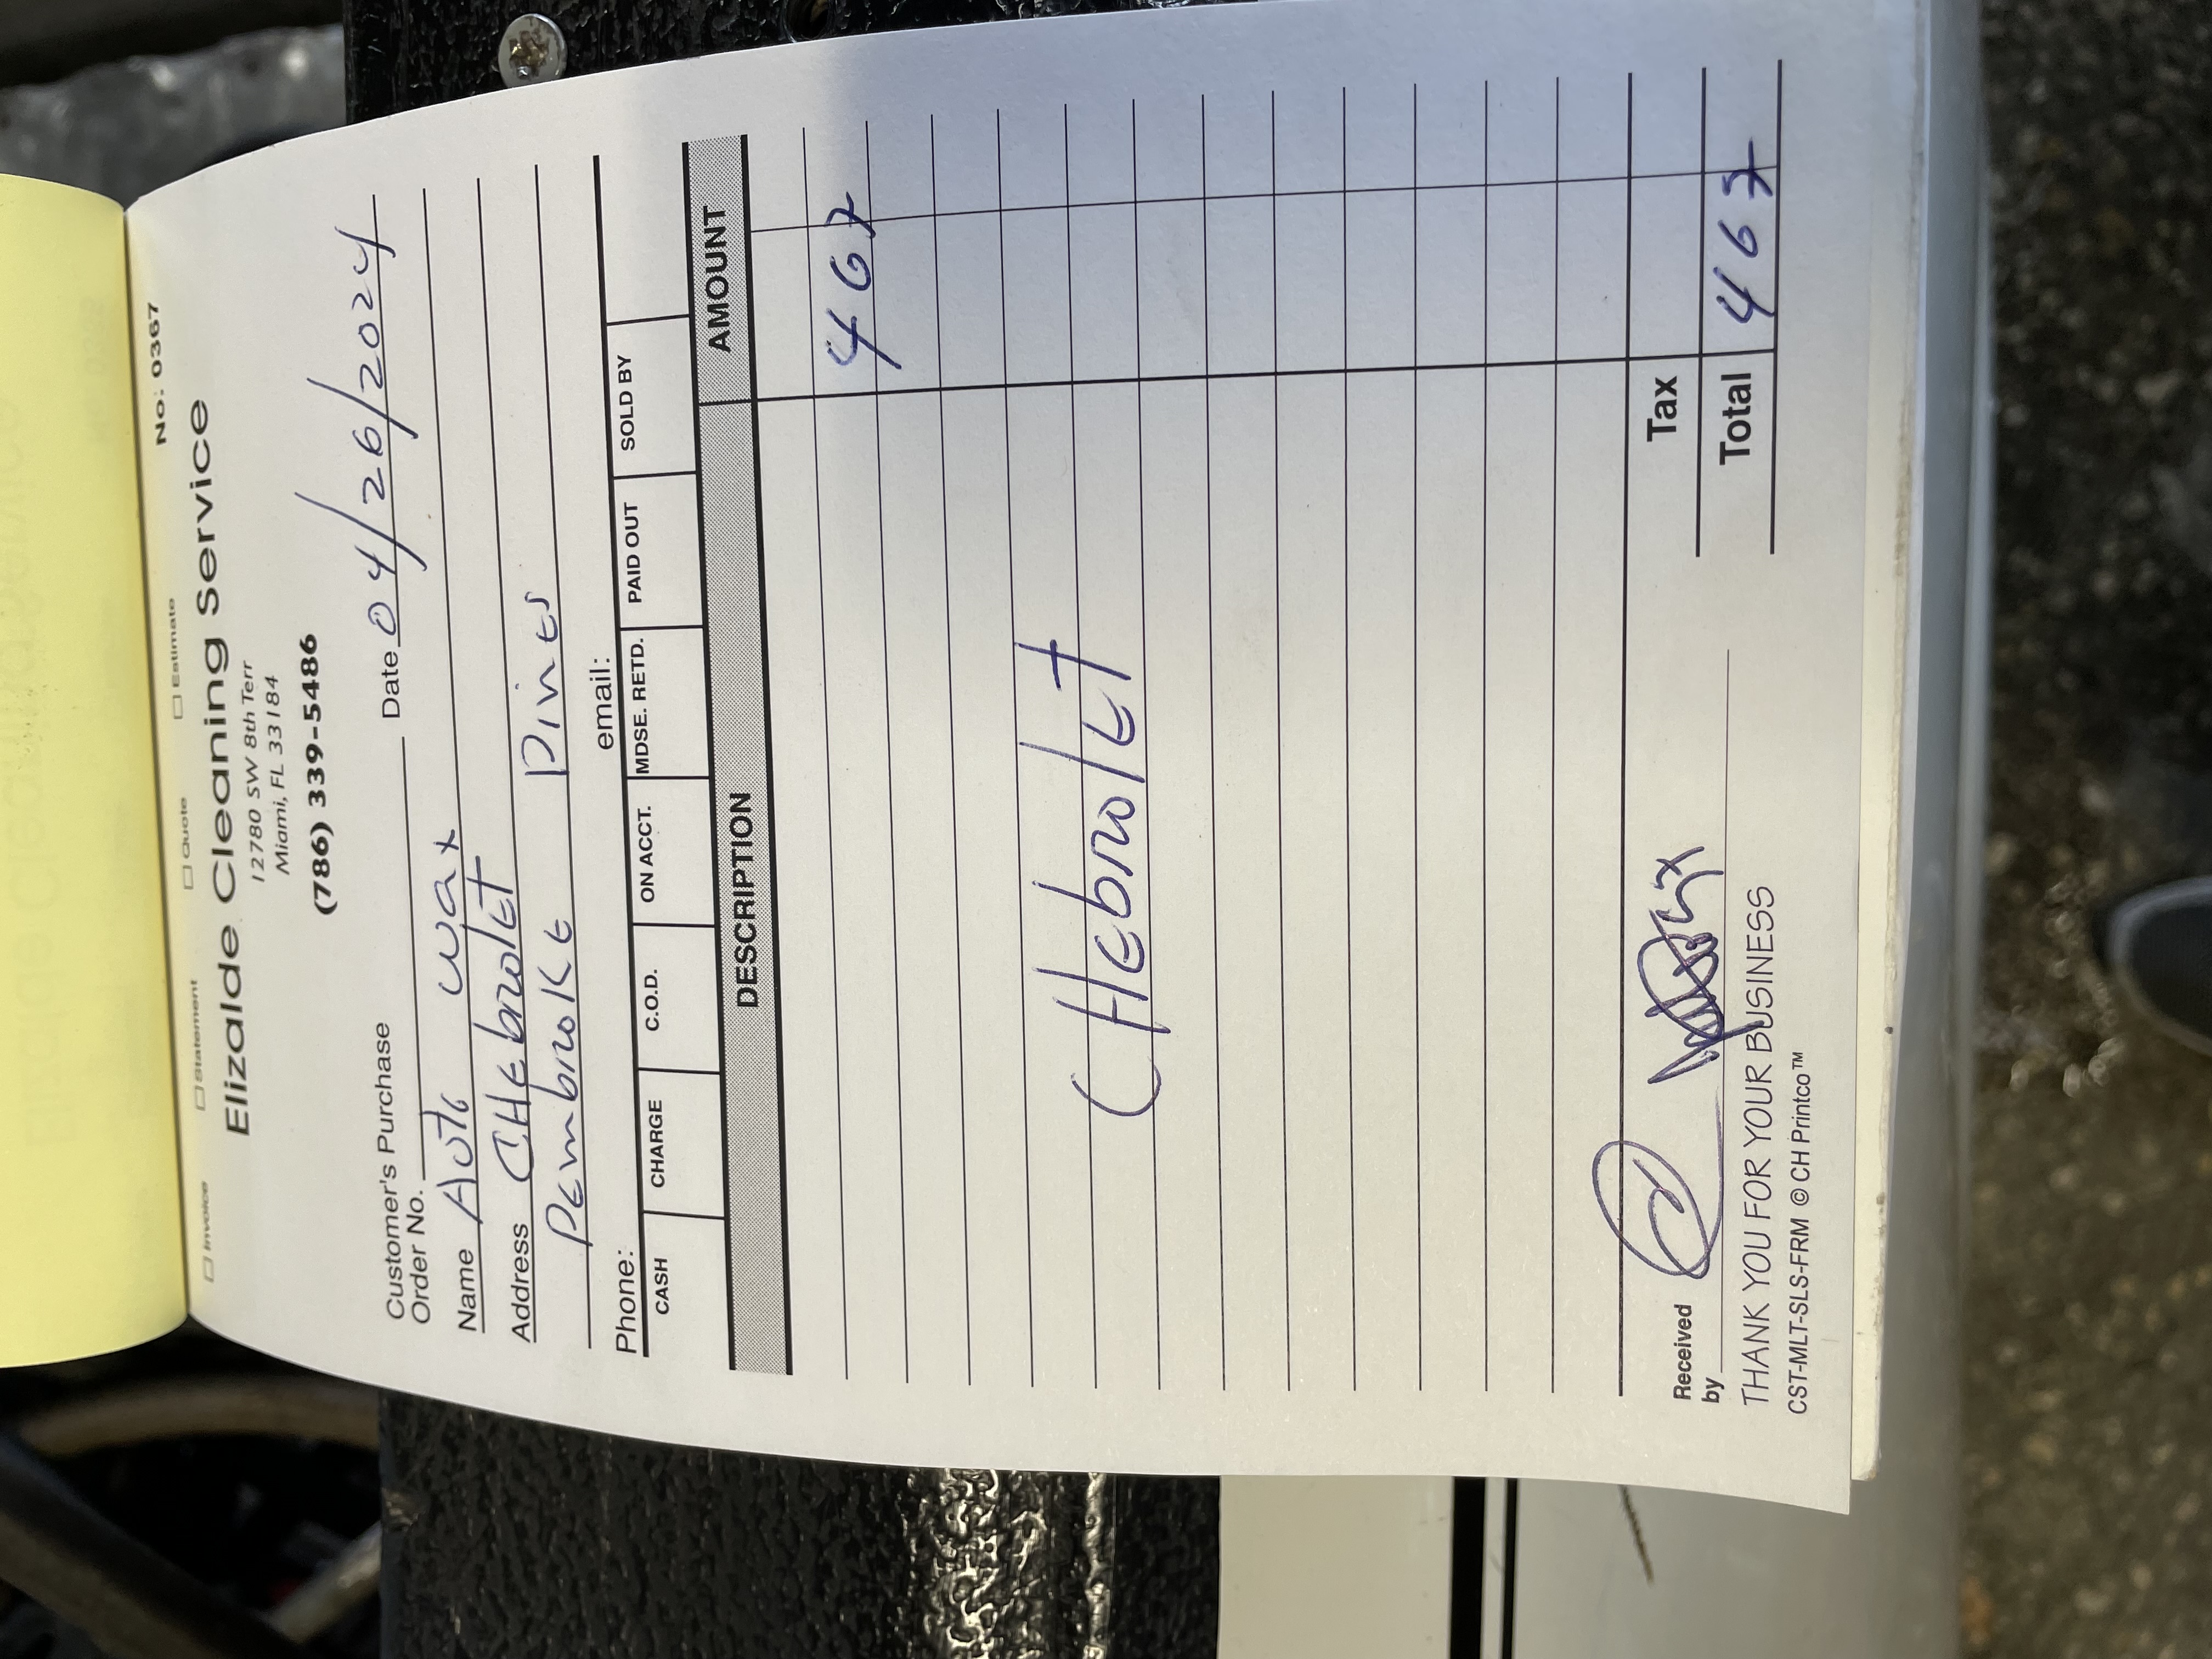 No: 0367
☐ Invoice ☐ Statement ☐ Quote ☐ Estimate
Elizalde Cleaning Service
12780 SW 8th Terr
Miami, FL 33184
(786) 339-5486
Customer's Purchase
Order No. Date 04/26/2024
Name Auto wax
Address CHEbrolET
PEmbrokE PinEs
Phone: email:
CASH CHARGE C.O.D. ON ACCT. MDSE. RETD. PAID OUT SOLD BY
DESCRIPTION AMOUNT
467
CHEbrolET
Tax
Received
by Total 467
THANK YOU FOR YOUR BUSINESS
CST-MLT-SLS-FRM © CH Printco™